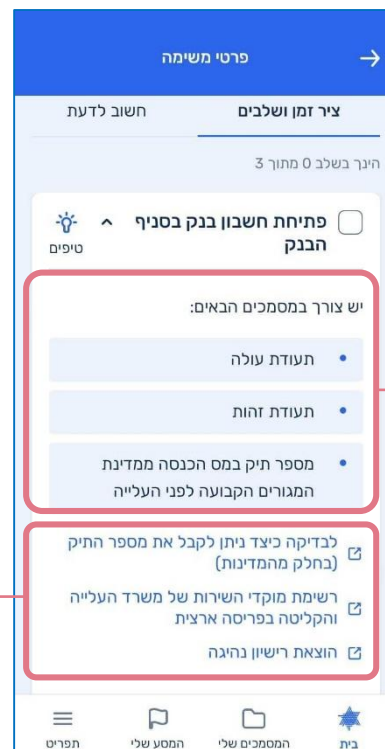 פרטי משימה
ציר זמן ושלבים
חשוב לדעת
הינך בשלב 0 מתוך 3
פתיחת חשבון בנק בסניף
הבנק
טיפים
יש צורך במסמכים הבאים:
• תעודת עולה
• תעודת זהות
• מספר תיק במס הכנסה ממדינת
המגורים הקבועה לפני העלייה
לבדיקה כיצד ניתן לקבל את מספר התיק
(בחלק מהמדינות)
רשימת מוקדי השירות של משרד העלייה
והקליטה בפריסה ארצית
הוצאת רישיון נהיגה
בית
המסמכים שלי
המסע שלי
תפריט